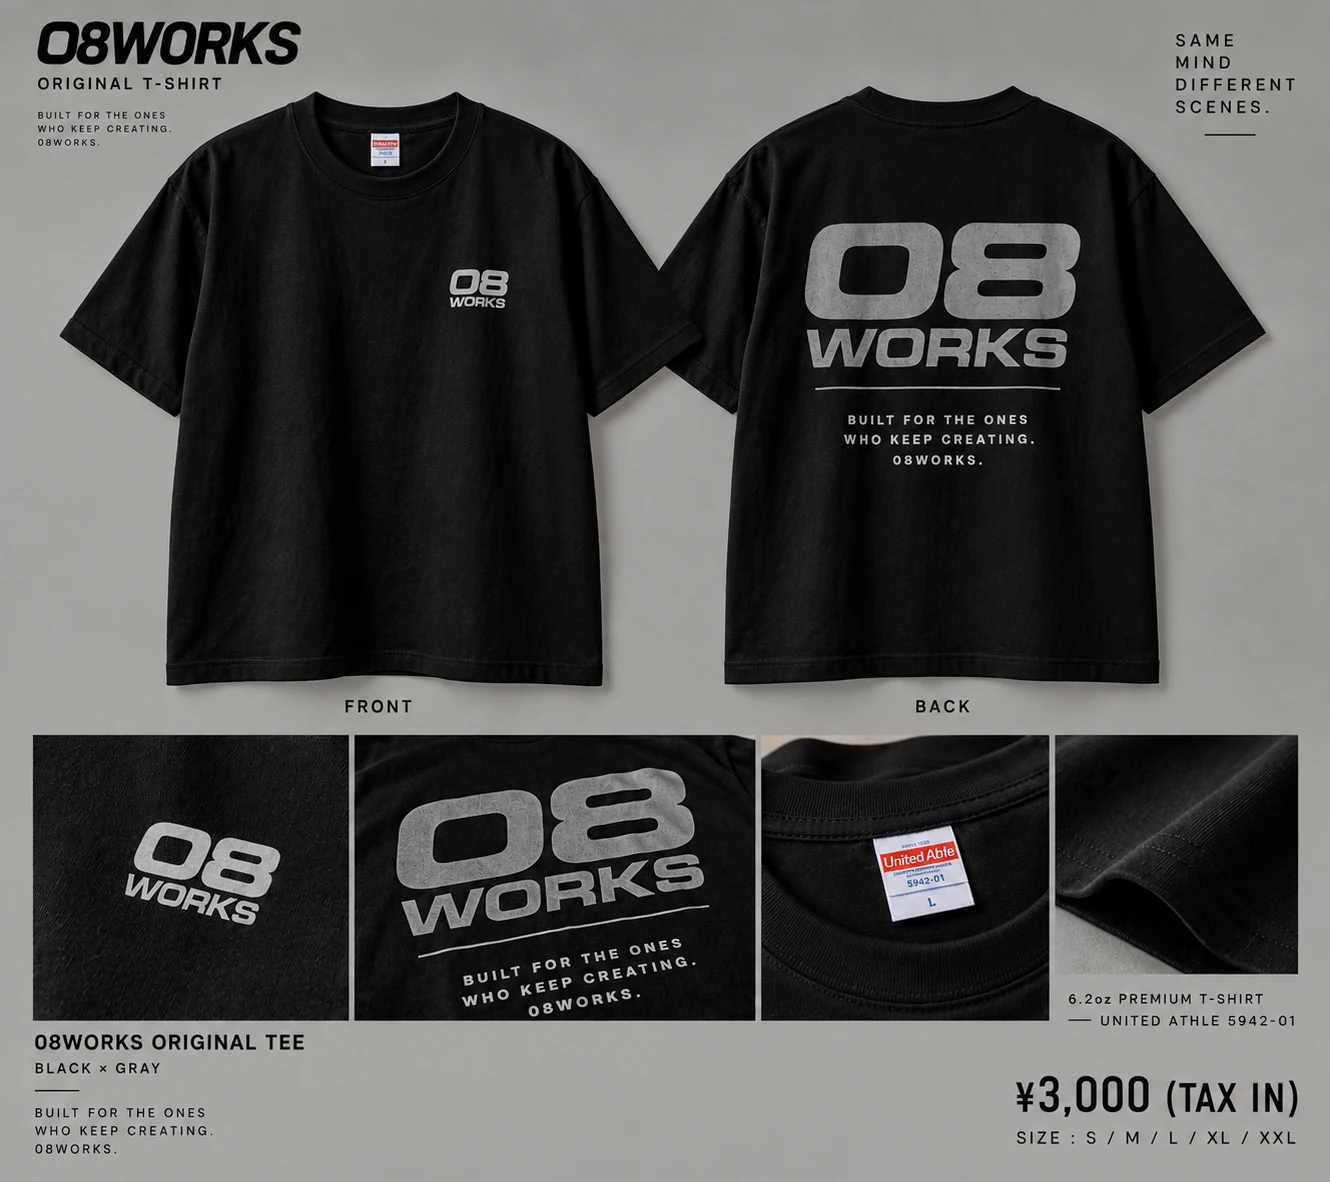 08WORKS
ORIGINAL T-SHIRT
BUILT FOR THE ONES
WHO KEEP CREATING.
08WORKS.
SAME
MIND
DIFFERENT
SCENES.
08
WORKS
08
WORKS
BUILT FOR THE ONES
WHO KEEP CREATING.
08WORKS.
FRONT
BACK
08
WORKS
08
WORKS
BUILT FOR THE ONES
WHO KEEP CREATING.
08WORKS.
United Able
5942-01
L
6.2oz PREMIUM T-SHIRT
UNITED ATHLE 5942-01
08WORKS ORIGINAL TEE
BLACK × GRAY
BUILT FOR THE ONES
WHO KEEP CREATING.
08WORKS.
¥3,000 (TAX IN)
SIZE : S / M / L / XL / XXL